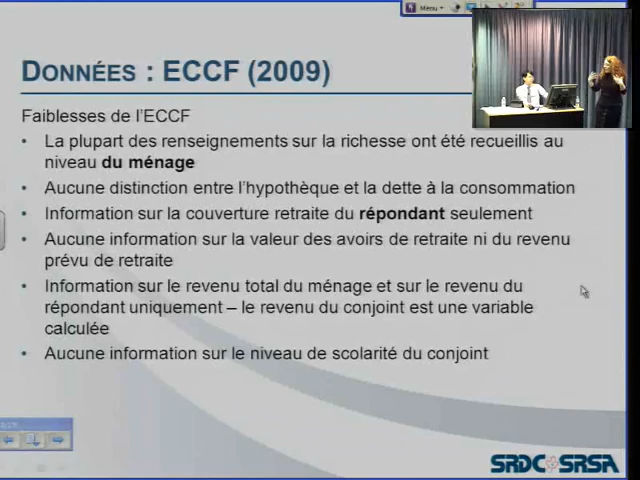 Menu
DONNÉES : ECCF (2009)
Faiblesses de l'ECCF
• La plupart des renseignements sur la richesse ont été recueillis au
niveau du ménage
• Aucune distinction entre l'hypothèque et la dette à la consommation
• Information sur la couverture retraite du répondant seulement
• Aucune information sur la valeur des avoirs de retraite ni du revenu
prévu de retraite
• Information sur le revenu total du ménage et sur le revenu du
répondant uniquement – le revenu du conjoint est une variable
calculée
• Aucune information sur le niveau de scolarité du conjoint
SRDC SRSA